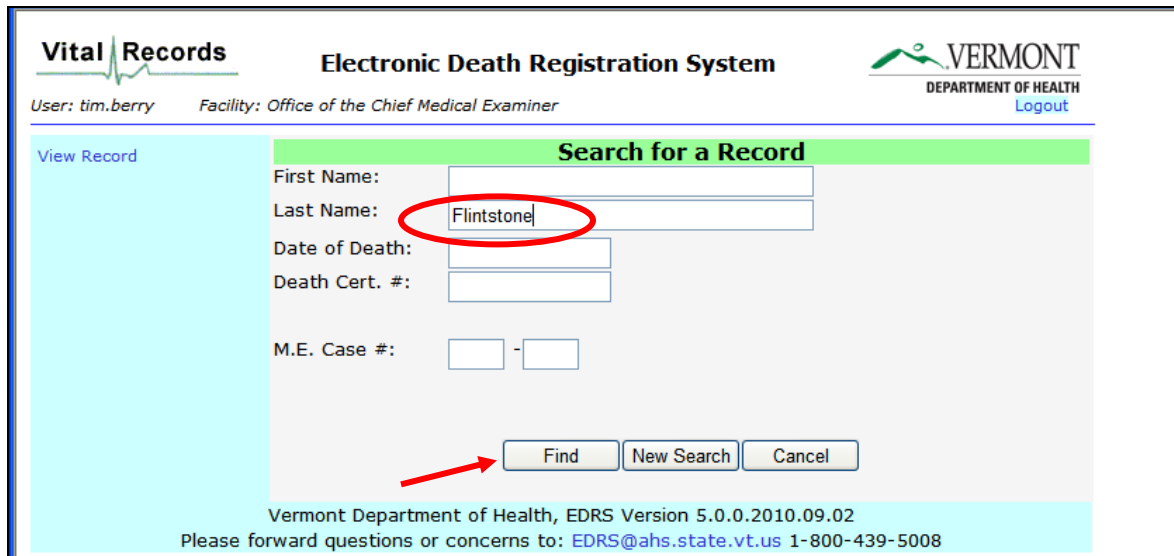 Vital Records
Electronic Death Registration System
VERMONT
DEPARTMENT OF HEALTH
User: tim.berry Facility: Office of the Chief Medical Examiner
Logout
View Record
Search for a Record
First Name:
Last Name: Flintstone
Date of Death:
Death Cert. #:
M.E. Case #: -
Find New Search Cancel
Vermont Department of Health, EDRS Version 5.0.0.2010.09.02
Please forward questions or concerns to: EDRS@ahs.state.vt.us 1-800-439-5008